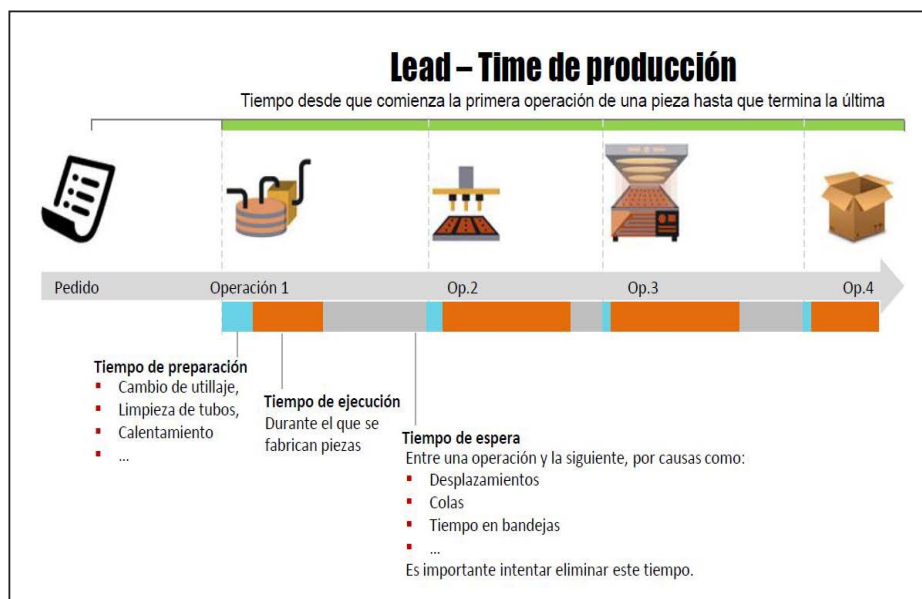 Lead – Time de producción
Tiempo desde que comienza la primera operación de una pieza hasta que termina la última
Pedido
Operación 1
Op.2
Op.3
Op.4
Tiempo de preparación
▪ Cambio de utillaje,
▪ Limpieza de tubos,
▪ Calentamiento
▪ ...
Tiempo de ejecución
Durante el que se
fabrican piezas
Tiempo de espera
Entre una operación y la siguiente, por causas como:
▪ Desplazamientos
▪ Colas
▪ Tiempo en bandejas
▪ ...
Es importante intentar eliminar este tiempo.